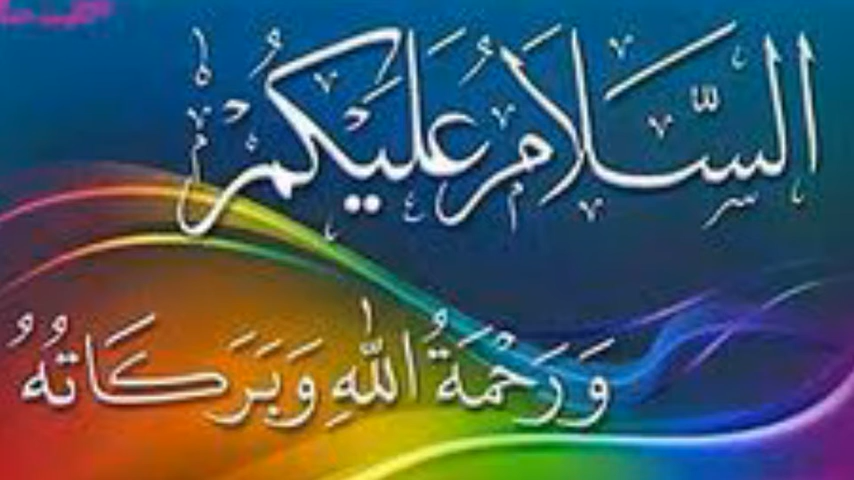 السَّلَامُ عَلَيْكُمْ
وَرَحْمَةُ اللهِ وَبَرَكَاتُهُ